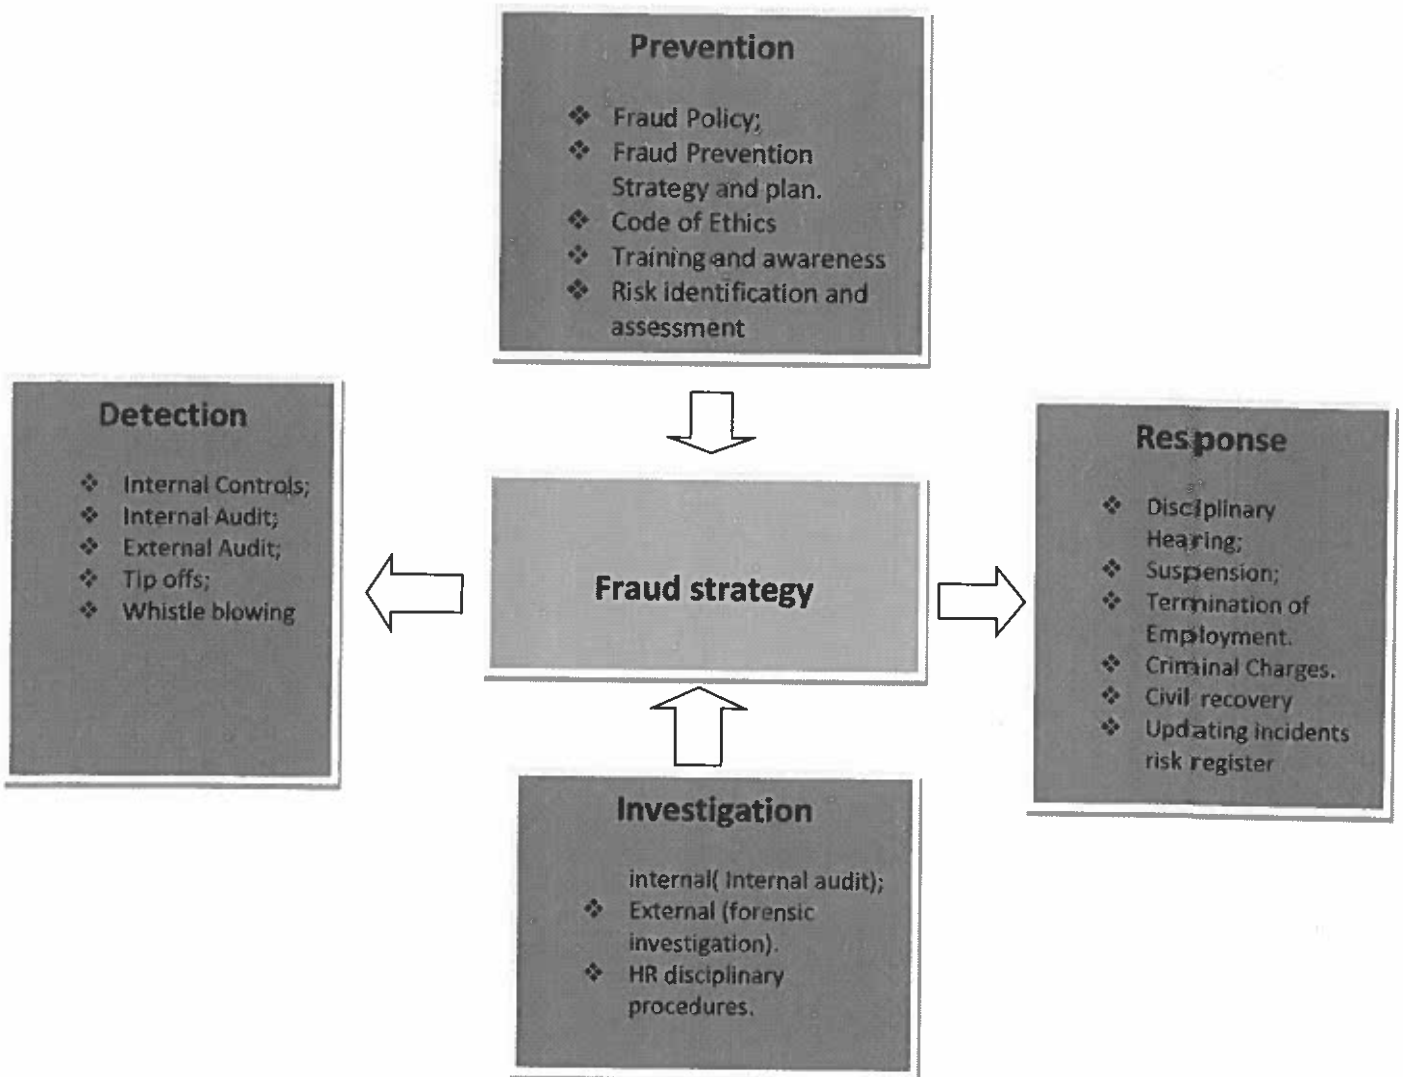 Prevention
❖ Fraud Policy;
❖ Fraud Prevention
Strategy and plan.
❖ Code of Ethics
❖ Training and awareness
❖ Risk identification and
assessment
Detection
❖ Internal Controls;
❖ Internal Audit;
❖ External Audit;
❖ Tip offs;
❖ Whistle blowing
Fraud strategy
Response
❖ Disciplinary
Hearing;
❖ Suspension;
❖ Termination of
Employment.
❖ Criminal Charges.
❖ Civil recovery
❖ Updating incidents
risk register
Investigation
internal( Internal audit);
❖ External (forensic
investigation).
❖ HR disciplinary
procedures.